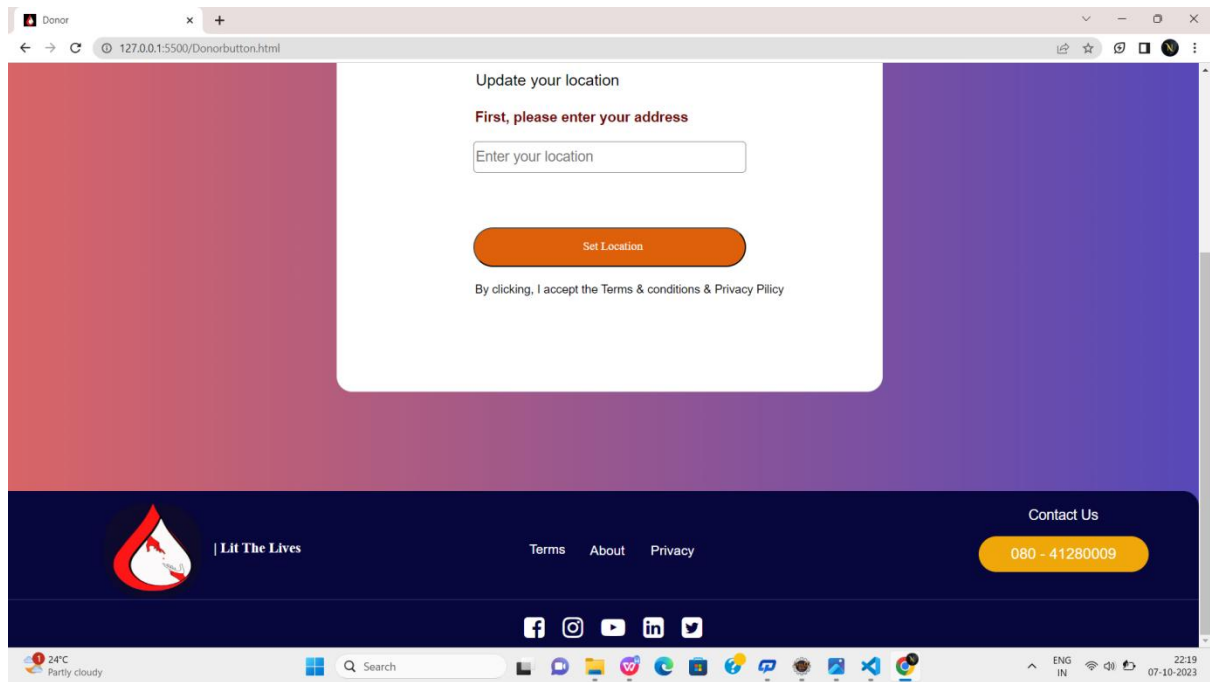 Donor
127.0.0.1:5500/Donorbutton.html
N
Update your location
First, please enter your address
Enter your location
Set Location
By clicking, I accept the Terms & conditions & Privacy Pilicy
| Lit The Lives
Terms About Privacy
Contact Us
080 - 41280009
1
24°C
Partly cloudy
Search
ENG
IN
22:19
07-10-2023